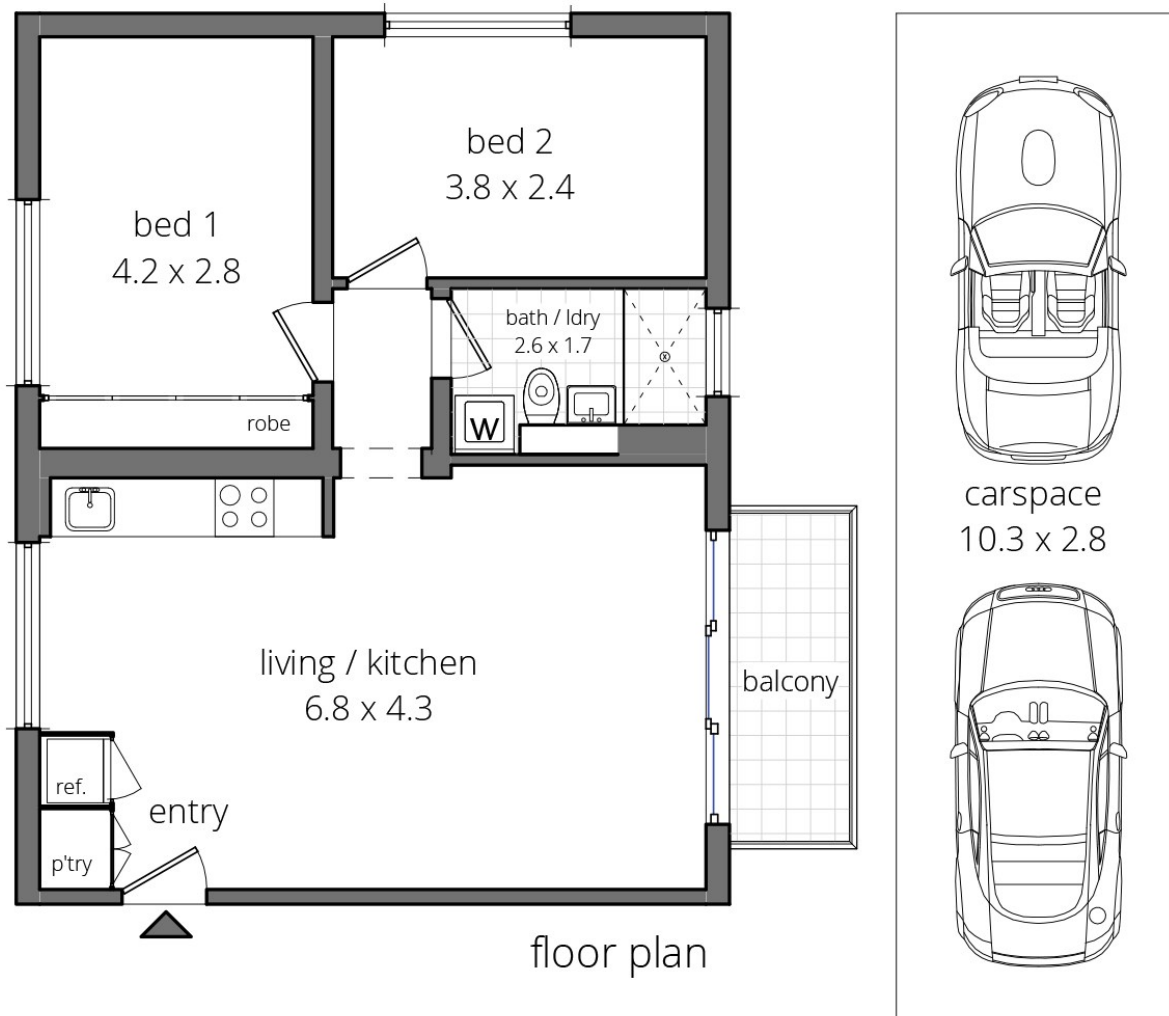 bed 1
4.2 x 2.8
bed 2
3.8 x 2.4
bath / ldry
2.6 x 1.7
W
robe
living / kitchen
6.8 x 4.3
balcony
ref.
entry
p'try
floor plan
carspace
10.3 x 2.8